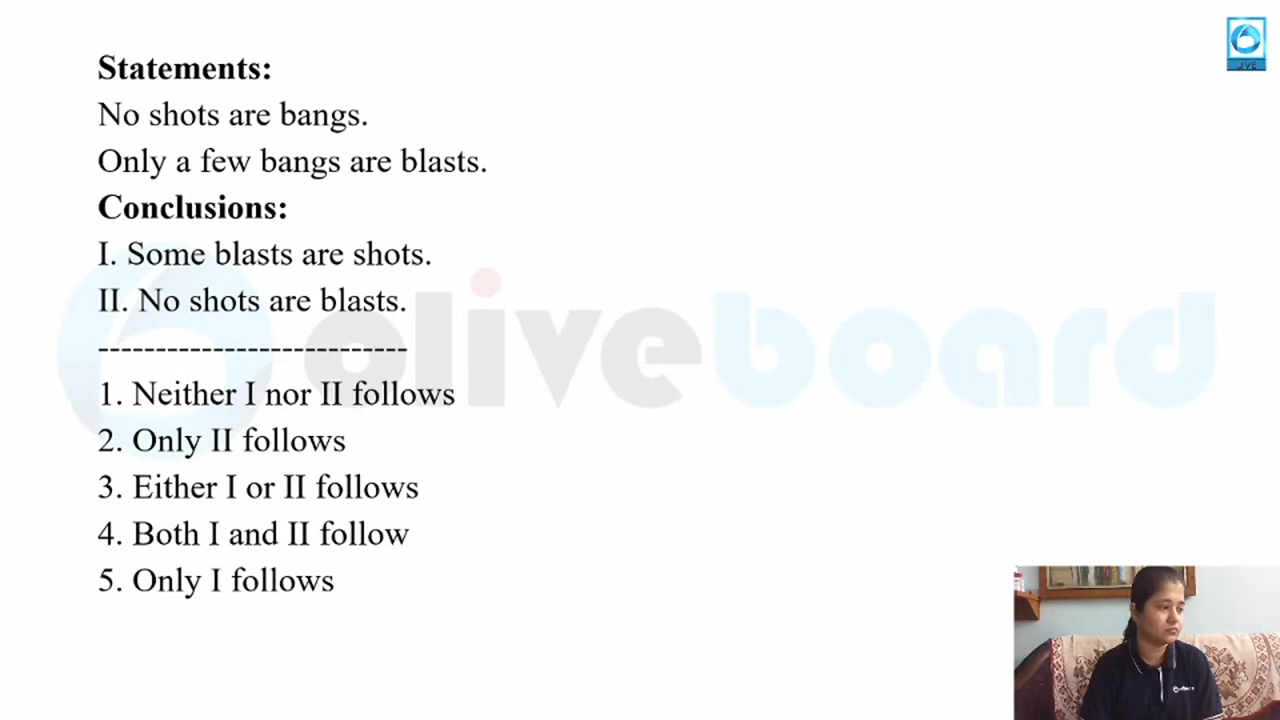 Statements:
No shots are bangs.
Only a few bangs are blasts.
Conclusions:
I. Some blasts are shots.
II. No shots are blasts.
--------------------------
1. Neither I nor II follows
2. Only II follows
3. Either I or II follows
4. Both I and II follow
5. Only I follows
oliveboard
LIVE